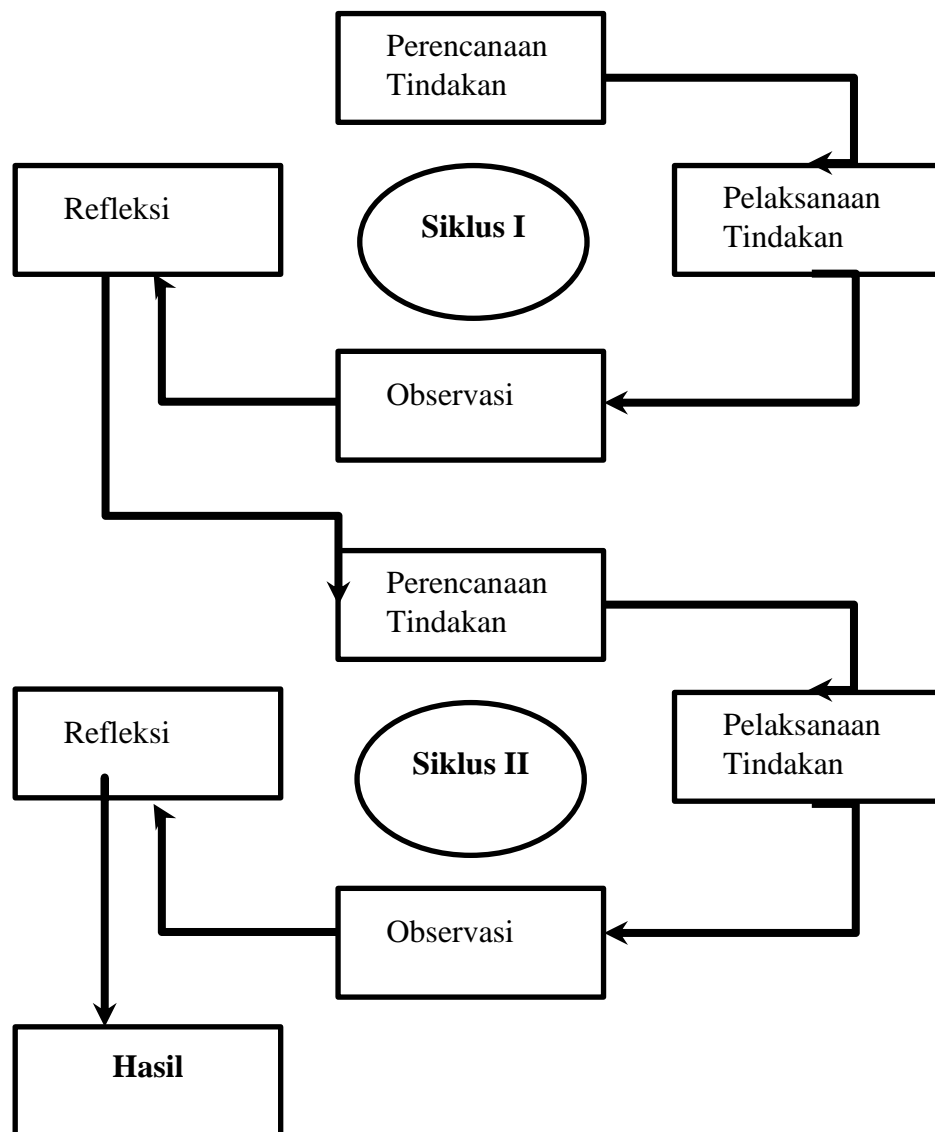 Perencanaan
Tindakan
Refleksi
Siklus I
Pelaksanaan
Tindakan
Observasi
Perencanaan
Tindakan
Refleksi
Siklus II
Pelaksanaan
Tindakan
Observasi
Hasil